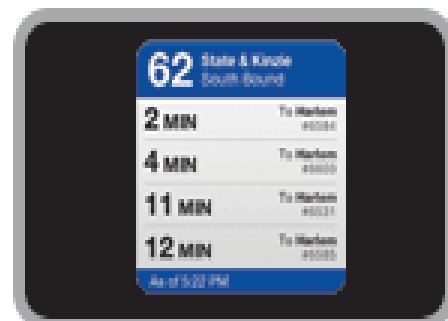 62 State & Kinzie
South Bound
2 MIN To Harlem
4 MIN To Harlem
11 MIN To Harlem
12 MIN To Harlem
As of 5:22 PM